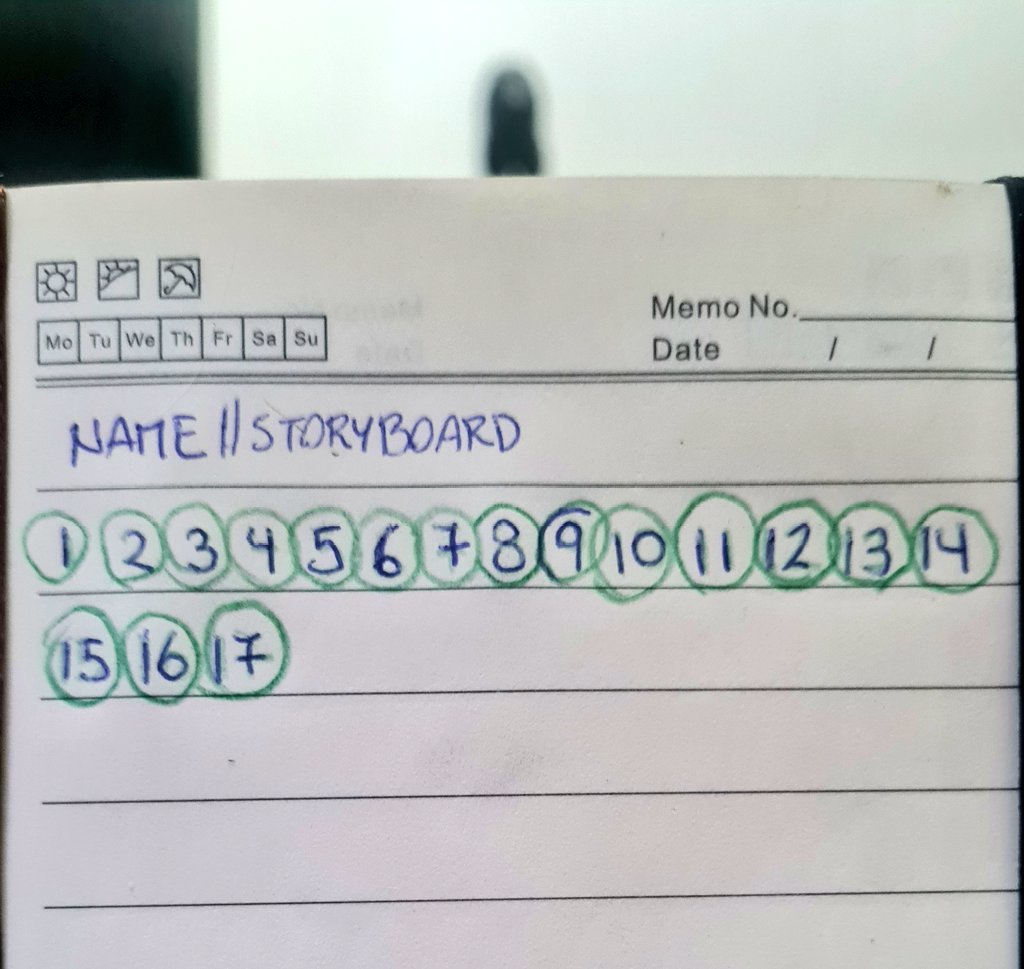 Memo No.
Mo Tu We Th Fr Sa Su
Date / /
NAME // STORYBOARD
1 2 3 4 5 6 7 8 9 10 11 12 13 14
15 16 17